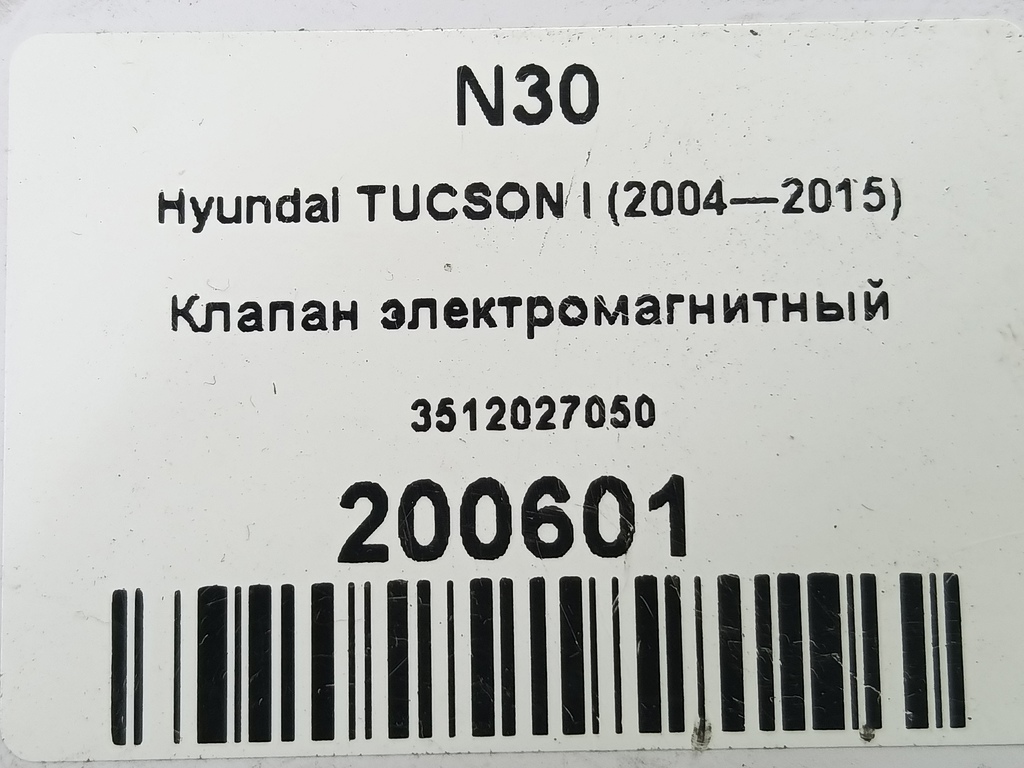 N30
Hyundai TUCSON I (2004—2015)
Клапан электромагнитный
3512027050
200601